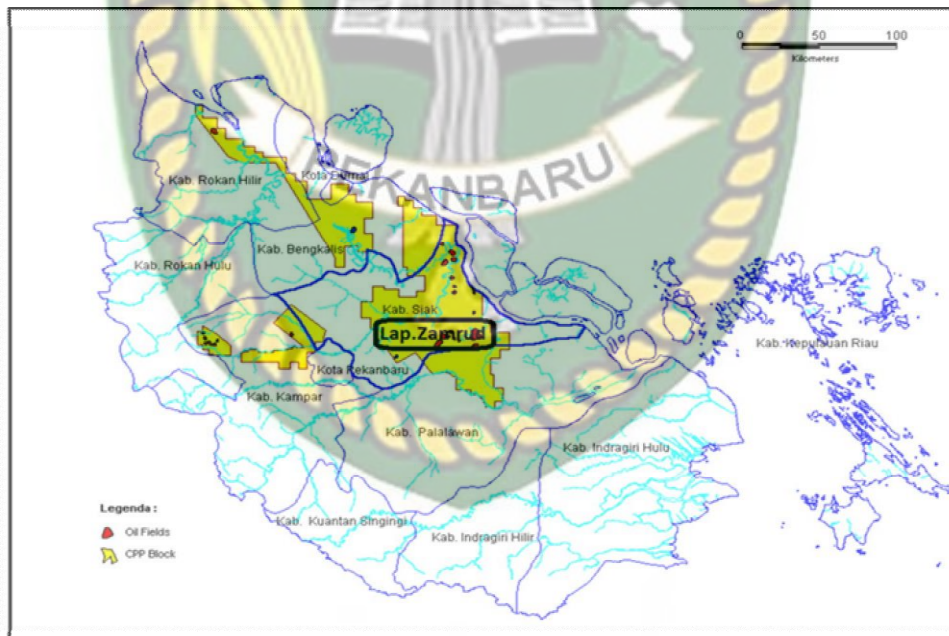 0 50 100
Kilometers
PEKANBARU
Kab. Rokan Hilir
Kab. Bengkalis
Kab. Rokan Hulu
Kab. Siak
Lap.Zamrud
Kab. Kepulauan Riau
Kota Pekanbaru
Kab. Kampar
Kab. Palalawan
Kab. Indragiri Hulu
Kab. Kuantan Singingi
Kab. Indragiri Hilir
Legenda :
Oil Fields
CPP Block